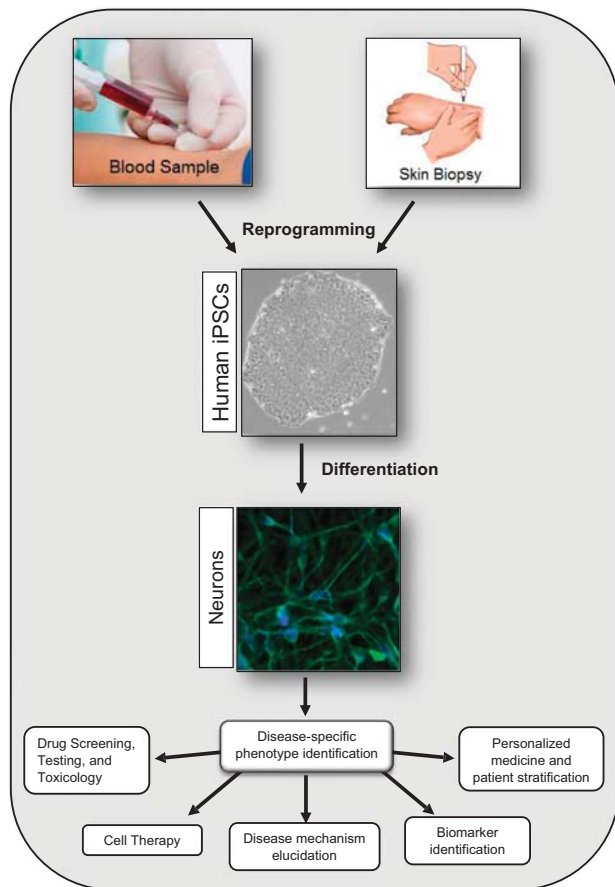 Blood Sample
Skin Biopsy
Reprogramming
Human iPSCs
Differentiation
Neurons
Disease-specific
phenotype identification
Drug Screening,
Testing, and
Toxicology
Personalized
medicine and
patient stratification
Cell Therapy
Disease mechanism
elucidation
Biomarker
identification